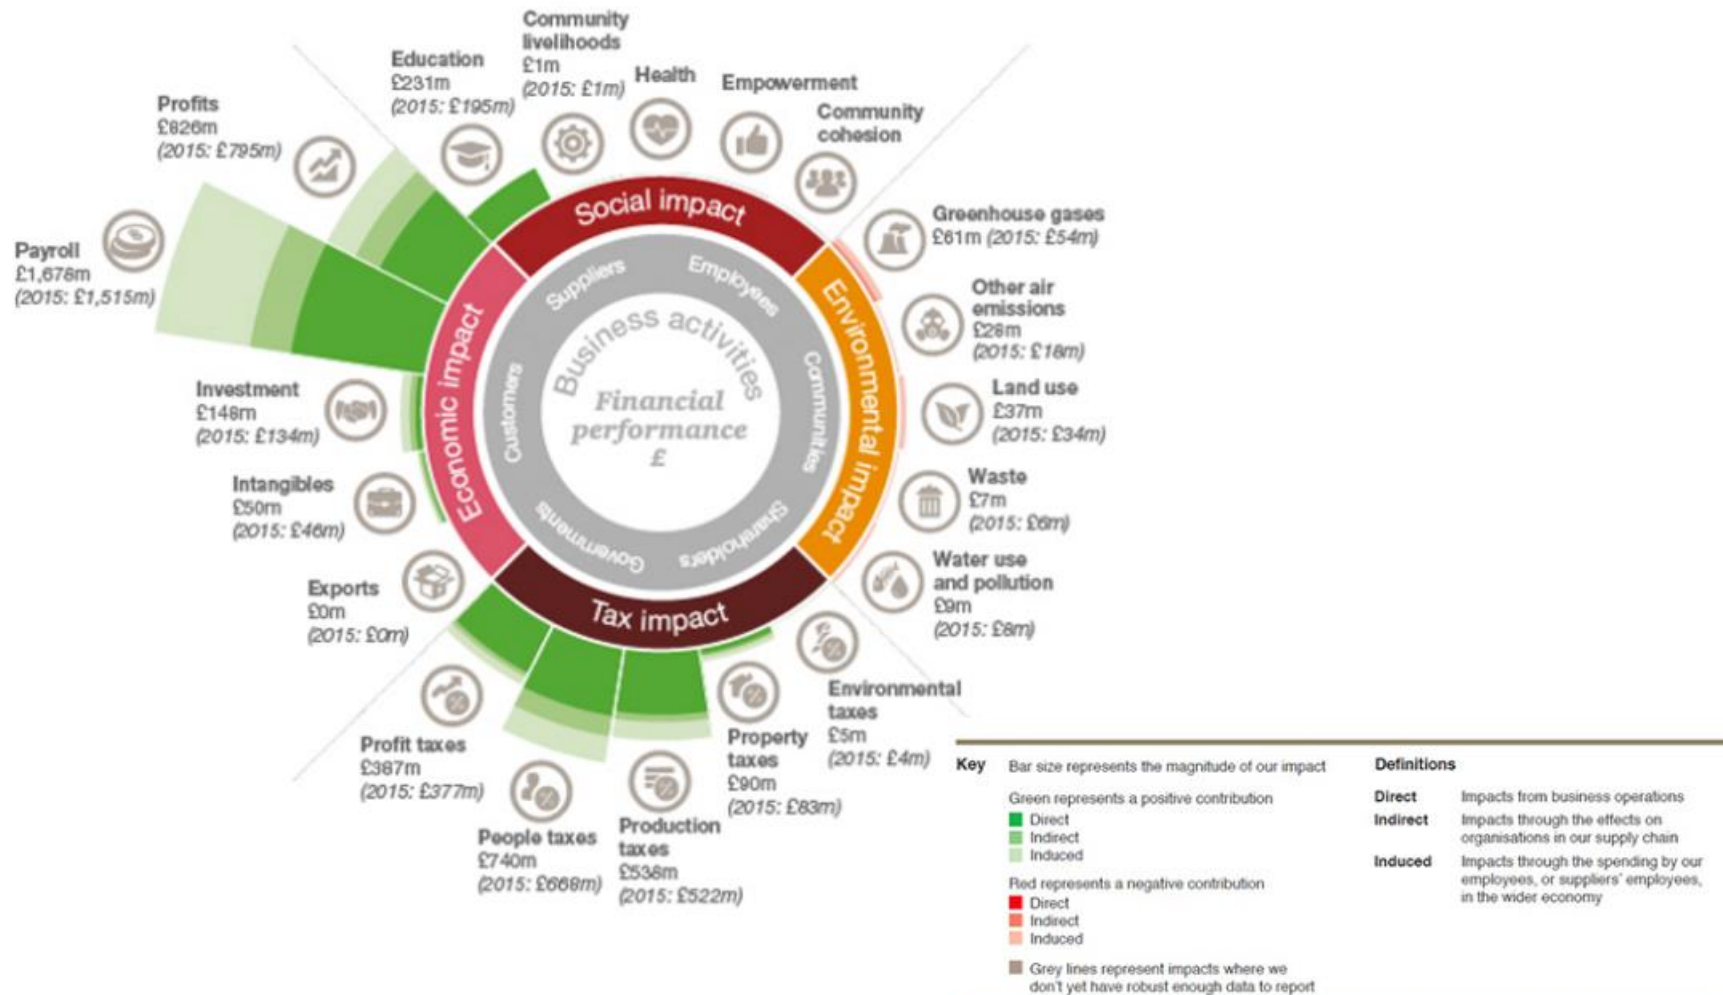 Community
livelihoods
£1m
(2015: £1m)
Health
Empowerment
Community
cohesion
Education
£231m
(2015: £195m)
Profits
£826m
(2015: £795m)
Payroll
£1,678m
(2015: £1,515m)
Investment
£148m
(2015: £134m)
Intangibles
£50m
(2015: £46m)
Exports
£0m
(2015: £0m)
Social impact
Economic impact
Environmental impact
Tax impact
Suppliers
Employees
Communities
Shareholders
Governments
Customers
Business activities
Financial
performance
£
Greenhouse gases
£61m (2015: £54m)
Other air
emissions
£28m
(2015: £18m)
Land use
£37m
(2015: £34m)
Waste
£7m
(2015: £6m)
Water use
and pollution
£9m
(2015: £8m)
Environmental
taxes
£5m
(2015: £4m)
Property
taxes
£90m
(2015: £83m)
Production
taxes
£538m
(2015: £522m)
People taxes
£740m
(2015: £668m)
Profit taxes
£387m
(2015: £377m)
Key
Bar size represents the magnitude of our impact
Green represents a positive contribution
Direct
Indirect
Induced
Red represents a negative contribution
Direct
Indirect
Induced
Grey lines represent impacts where we
don't yet have robust enough data to report
Definitions
Direct Impacts from business operations
Indirect Impacts through the effects on
organisations in our supply chain
Induced Impacts through the spending by our
employees, or suppliers' employees,
in the wider economy